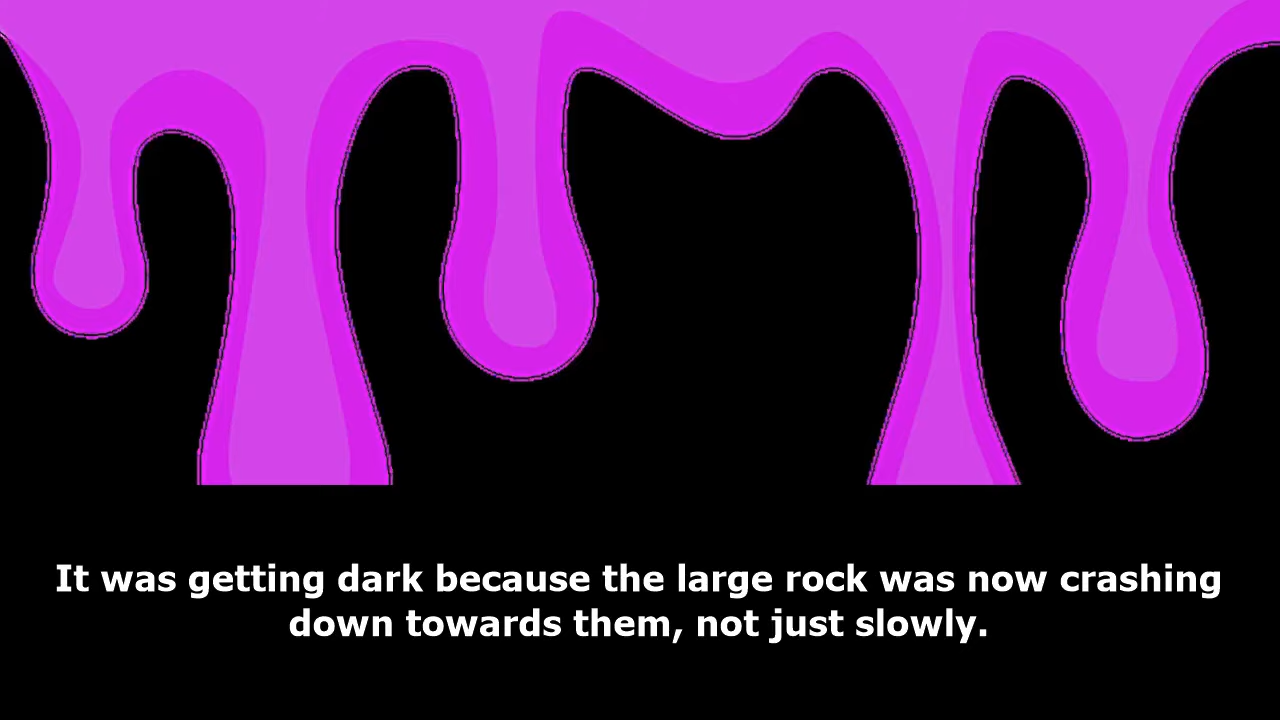 It was getting dark because the large rock was now crashing
down towards them, not just slowly.